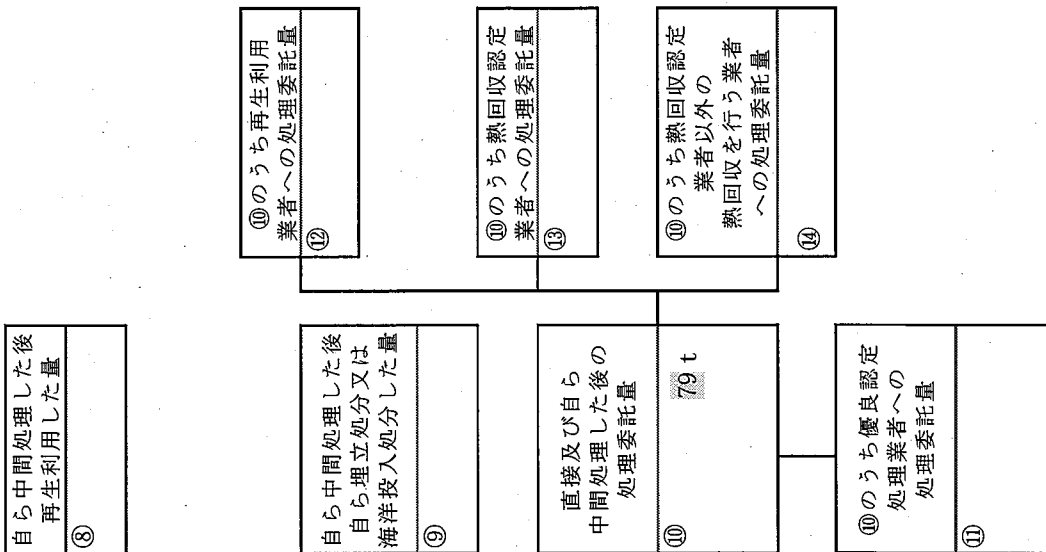 自ら中間処理した後
再生利用した量
⑧
自ら中間処理した後
自ら埋立処分又は
海洋投入処分した量
⑨
直接及び自ら
中間処理した後の
処理委託量
⑩
79 t
⑩のうち優良認定
処理業者への
処理委託量
⑪
⑩のうち再生利用
業者への処理委託量
⑫
⑩のうち熱回収認定
業者への処理委託量
⑬
⑩のうち熱回収認定
業者以外の
熱回収を行う業者
への処理委託量
⑭